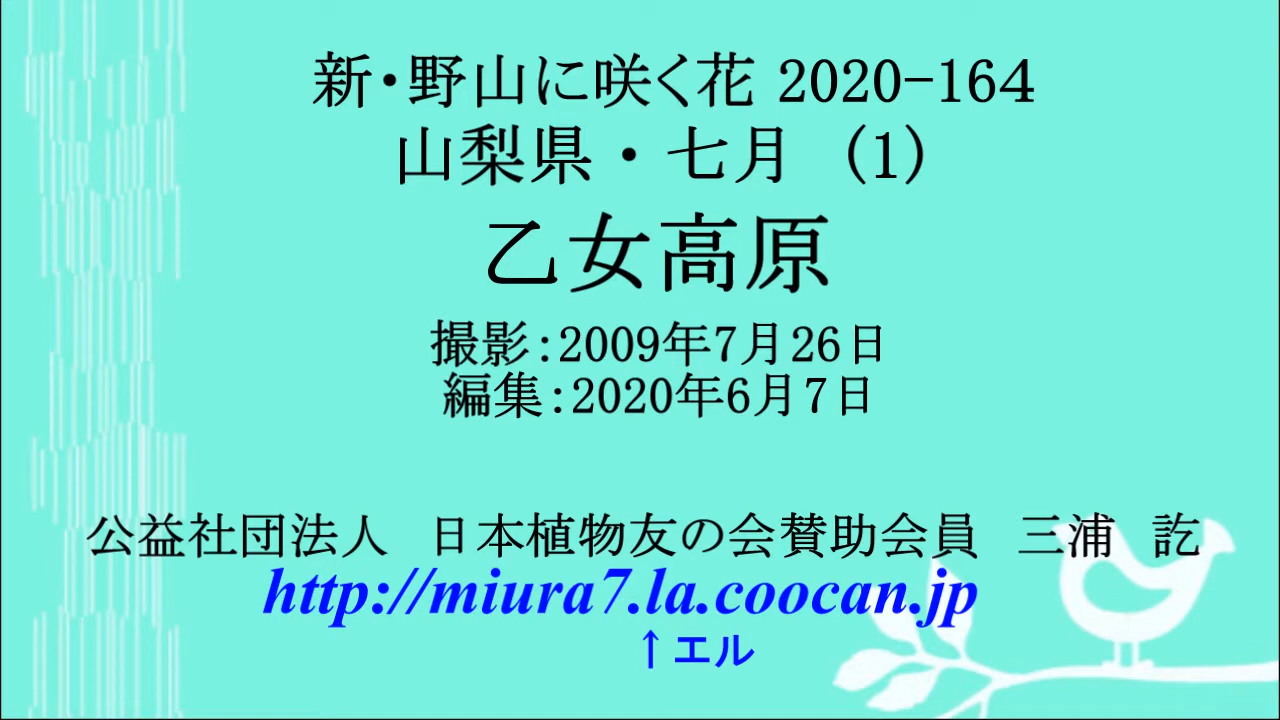 新・野山に咲く花 2020-164
山梨県・七月 (1)
乙女高原
撮影:2009年7月26日
編集:2020年6月7日
公益社団法人 日本植物友の会賛助会員 三浦 訖
http://miura7.la.coocan.jp
↑エル